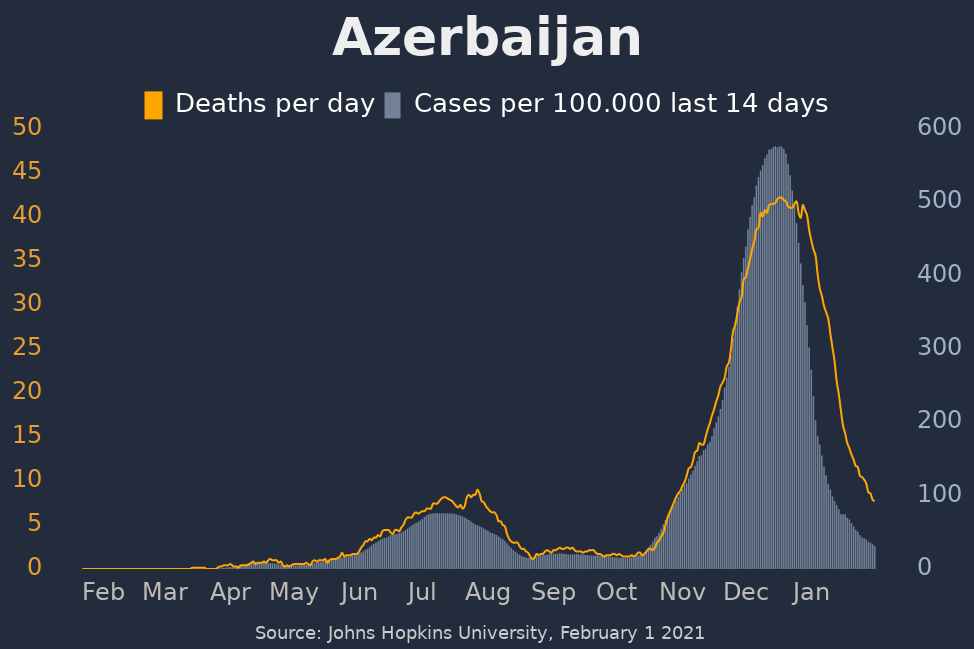 Azerbaijan
Deaths per day Cases per 100.000 last 14 days
50 600
45
40 500
35
30 400
25 300
20
15 200
10 100
5
0 0
Feb Mar Apr May Jun Jul Aug Sep Oct Nov Dec Jan
Source: Johns Hopkins University, February 1 2021